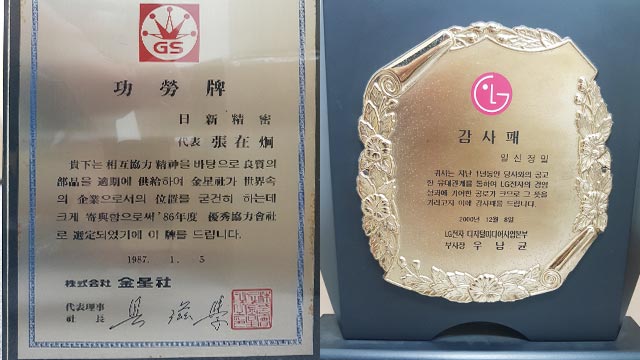 GS
功勞牌
日新精密
代表 張在炯
貴下는 相互協力 精神을 바탕으로 良質의
部品을 適期에 供給하여 金星社가 世界속
의 企業으로서의 位置를 굳건히 하는데
크게 寄與함으로써 '86年度 優秀協力會社
로 選定되었기에 이 牌를 드립니다.
1987. 1. 5
株式會社 金星社
代表理事
社長
LG
감사패
일신정밀
귀사는 지난 1년동안 당사와의 공고
한 유대관계를 통하여 LG전자의 경영
성과에 기여한 공로가 크므로 그 뜻을
기리고자 이에 감사패를 드립니다.
2000년 12월 8일
LG전자 디지탈미디어사업본부
부사장 우남균